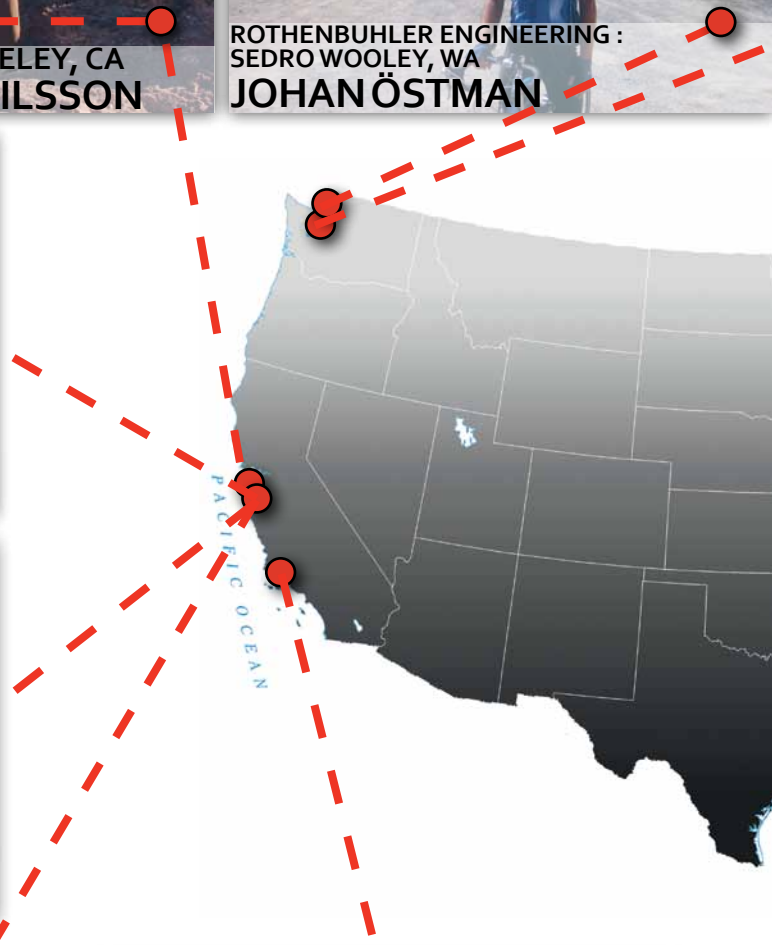 ELEY, CA
ILSSON
ROTHENBUHLER ENGINEERING :
SEDRO WOOLEY, WA
JOHAN ÖSTMAN
PACIFIC OCEAN